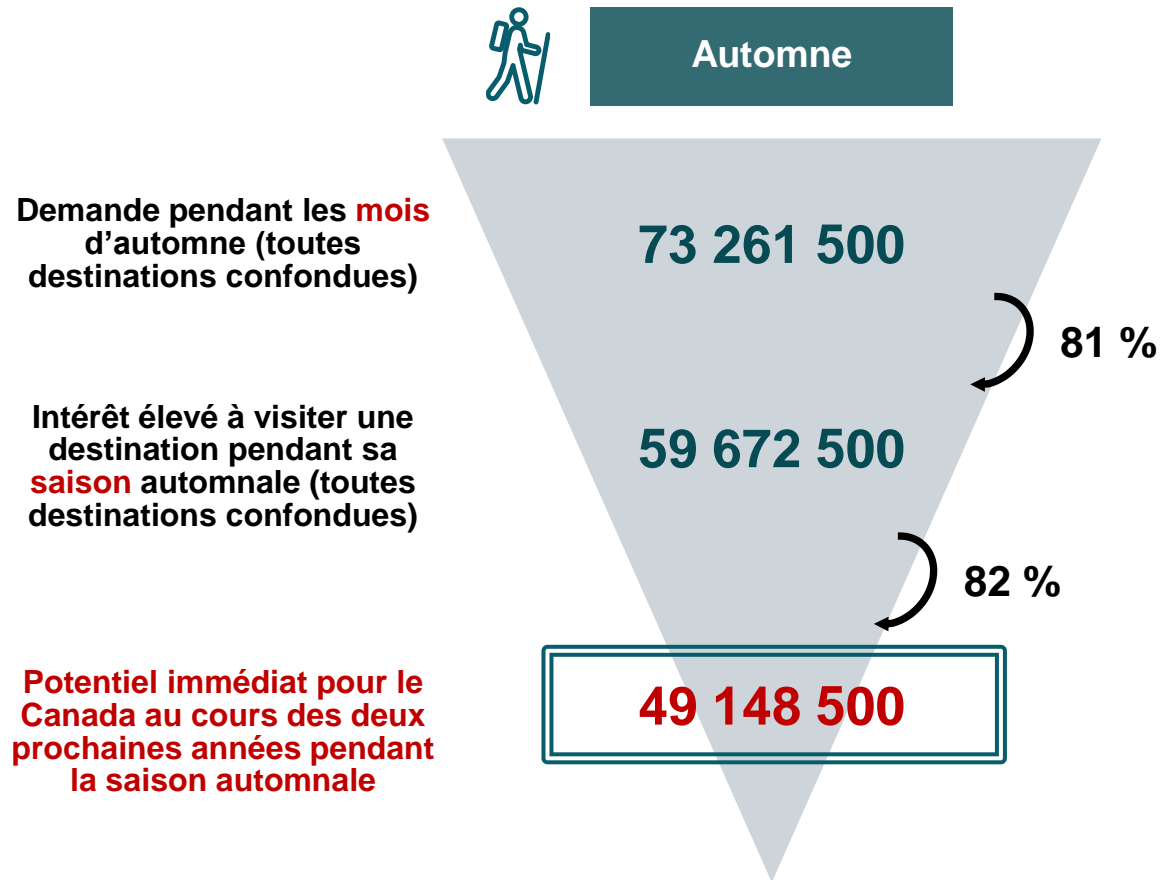 Automne
Demande pendant les mois
d’automne (toutes
destinations confondues)
73 261 500
81 %
Intérêt élevé à visiter une
destination pendant sa
saison automnale (toutes
destinations confondues)
59 672 500
82 %
Potentiel immédiat pour le
Canada au cours des deux
prochaines années pendant
la saison automnale
49 148 500